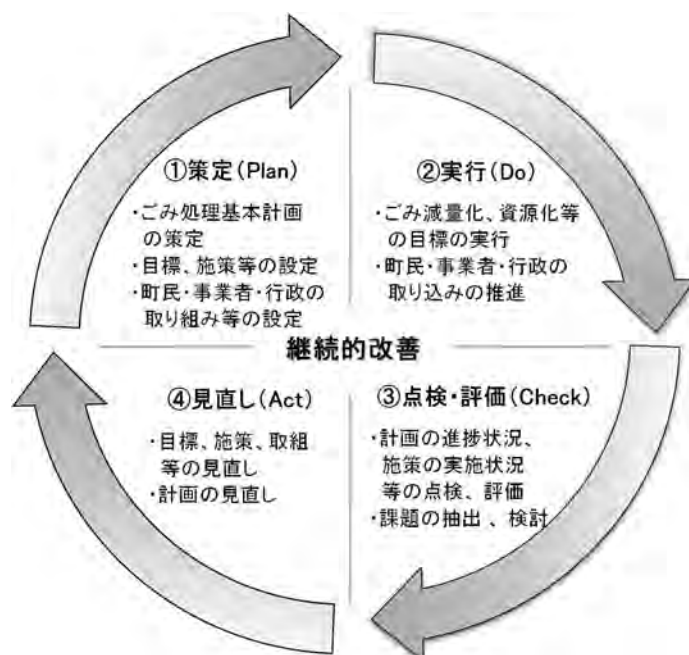 ①策定(Plan)
・ごみ処理基本計画
の策定
・目標、施策等の設定
・町民・事業者・行政の
取り組み等の設定
②実行(Do)
・ごみ減量化、資源化等
の目標の実行
・町民・事業者・行政の
取り込みの推進
継続的改善
④見直し(Act)
・目標、施策、取組
等の見直し
・計画の見直し
③点検・評価(Check)
・計画の進捗状況、
施策の実施状況
等の点検、評価
・課題の抽出、検討